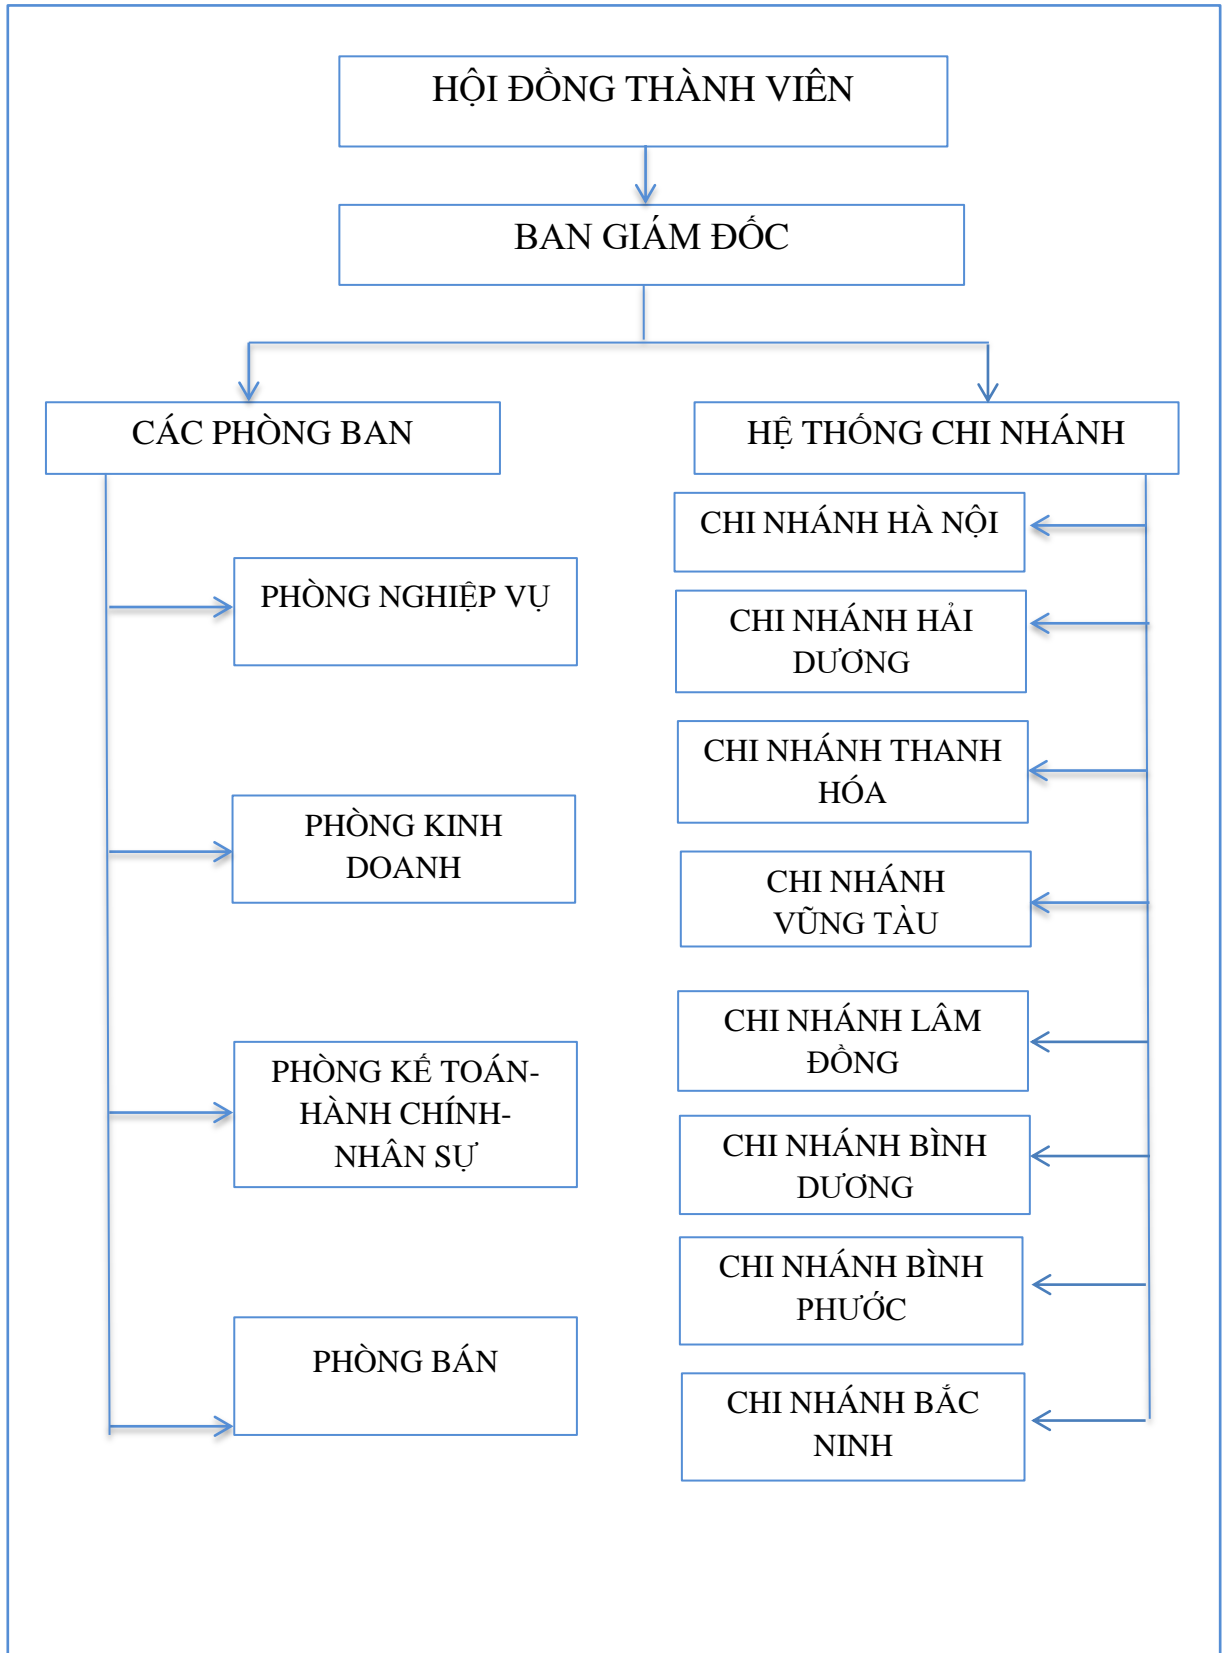 HỘI ĐỒNG THÀNH VIÊN
BAN GIÁM ĐỐC
CÁC PHÒNG BAN
PHÒNG NGHIỆP VỤ
PHÒNG KINH
DOANH
PHÒNG KẾ TOÁN-
HÀNH CHÍNH-
NHÂN SỰ
PHÒNG BÁN
HỆ THỐNG CHI NHÁNH
CHI NHÁNH HÀ NỘI
CHI NHÁNH HẢI
DƯƠNG
CHI NHÁNH THANH
HÓA
CHI NHÁNH
VŨNG TÀU
CHI NHÁNH LÂM
ĐỒNG
CHI NHÁNH BÌNH
DƯƠNG
CHI NHÁNH BÌNH
PHƯỚC
CHI NHÁNH BẮC
NINH